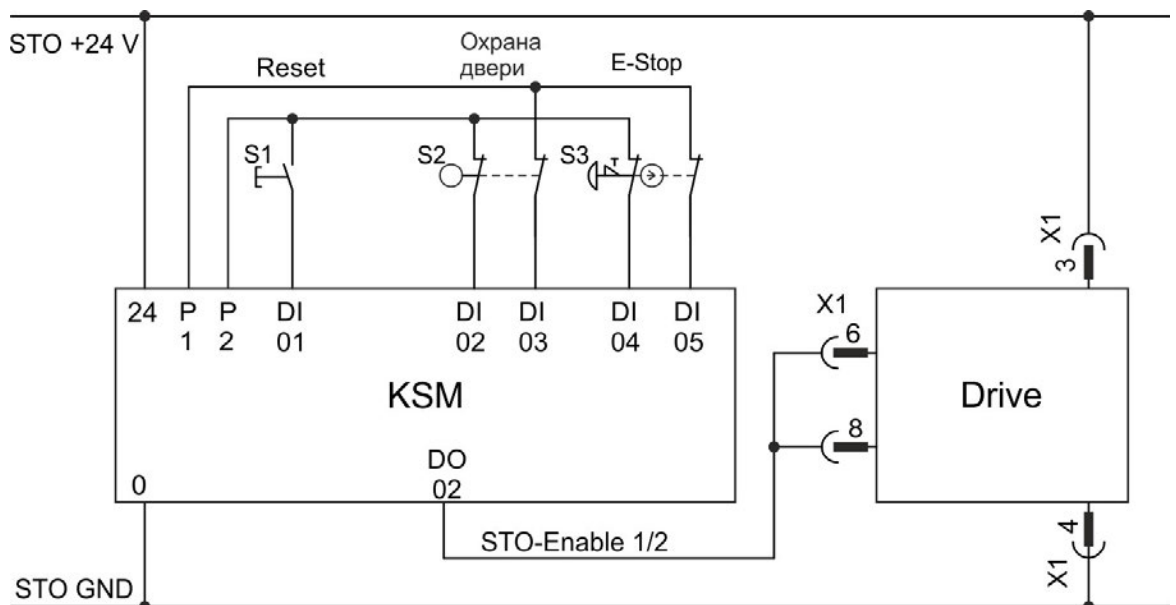 STO +24 V
Reset
Охрана
двери
E-Stop
S1
S2
S3
X1
3
24 P P DI DI DI DI DI
1 2 01 02 03 04 05
X1
6
KSM
Drive
8
DO
02
0
4
STO-Enable 1/2
X1
STO GND